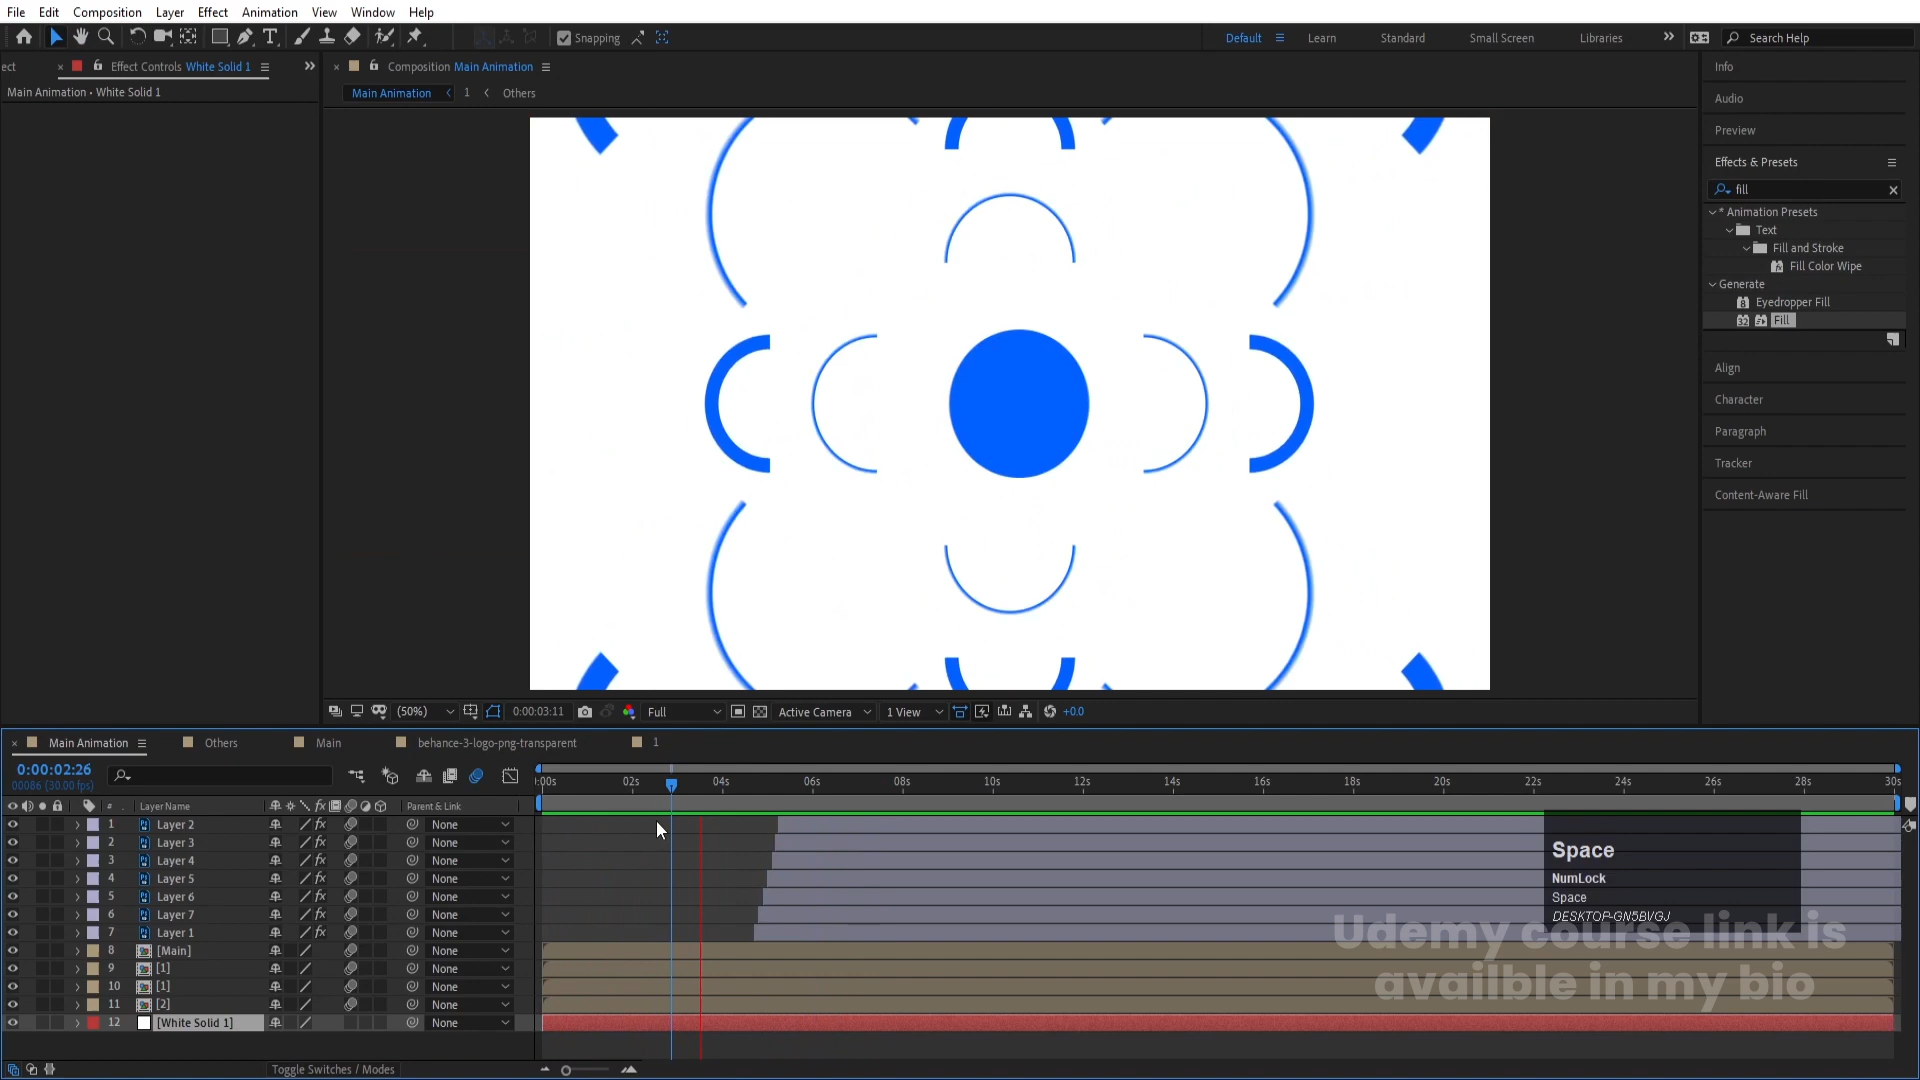 File Edit Composition Layer Effect Animation View Window Help
Snapping
Default Learn Standard Small Screen Libraries Search Help
ect Effect Controls White Solid 1
Composition Main Animation
Info
Main Animation • White Solid 1
Main Animation 1 Others
Audio
Preview
Effects & Presets
fill
* Animation Presets
Text
Fill and Stroke
Fill Color Wipe
Generate
Eyedropper Fill
Fill
Align
Character
Paragraph
Tracker
Content-Aware Fill
(50%) 0:00:03:11 Full Active Camera 1 View +0.0
Main Animation Others Main behance-3-logo-png-transparent 1
0:00:02:26
00086 (30.00 fps)
:00s 02s 04s 06s 08s 10s 12s 14s 16s 18s 20s 22s 24s 26s 28s 30s
# Layer Name Parent & Link
1 Layer 2 None
2 Layer 3 None
3 Layer 4 None
4 Layer 5 None
5 Layer 6 None
6 Layer 7 None
7 Layer 1 None
8 [Main] None
9 [1] None
10 [1] None
11 [2] None
12 [White Solid 1] None
Space
NumLock
Space
DESKTOP-GN5BVGJ
Udemy course link is
availble in my bio
Toggle Switches / Modes